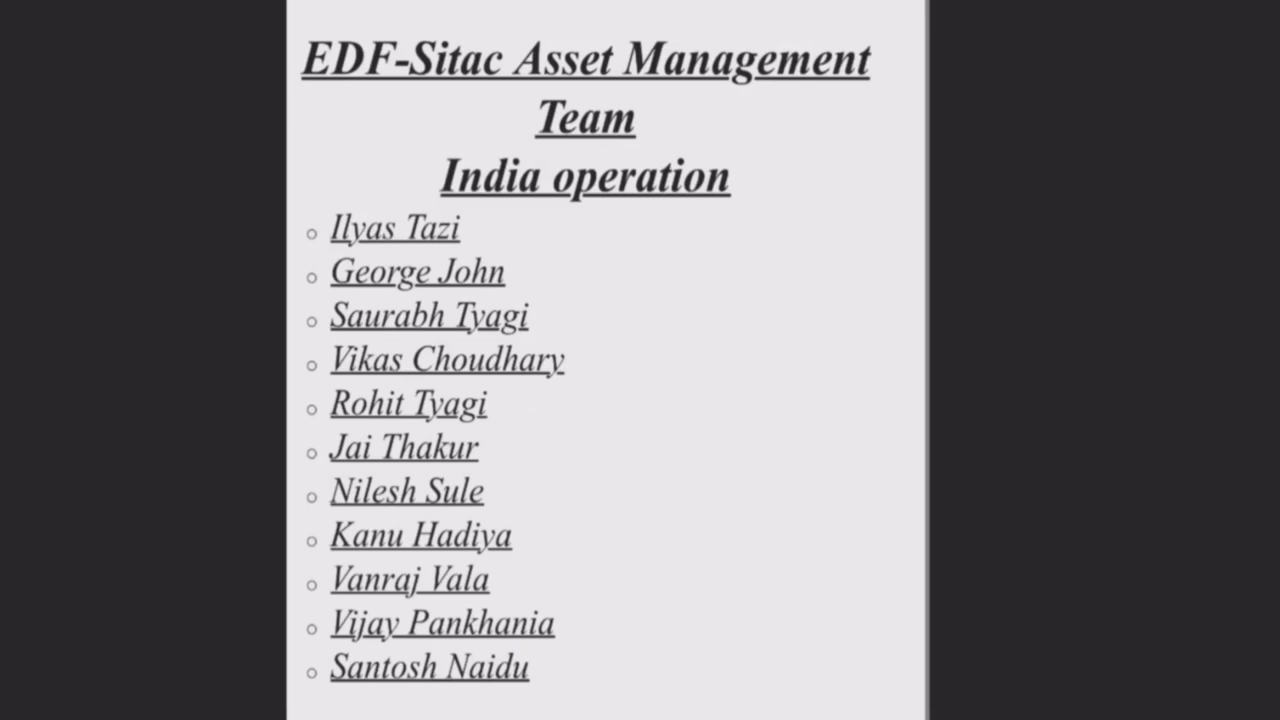 EDF-Sitac Asset Management
Team
India operation
Ilyas Tazi
George John
Saurabh Tyagi
Vikas Choudhary
Rohit Tyagi
Jai Thakur
Nilesh Sule
Kanu Hadiya
Vanraj Vala
Vijay Pankhania
Santosh Naidu